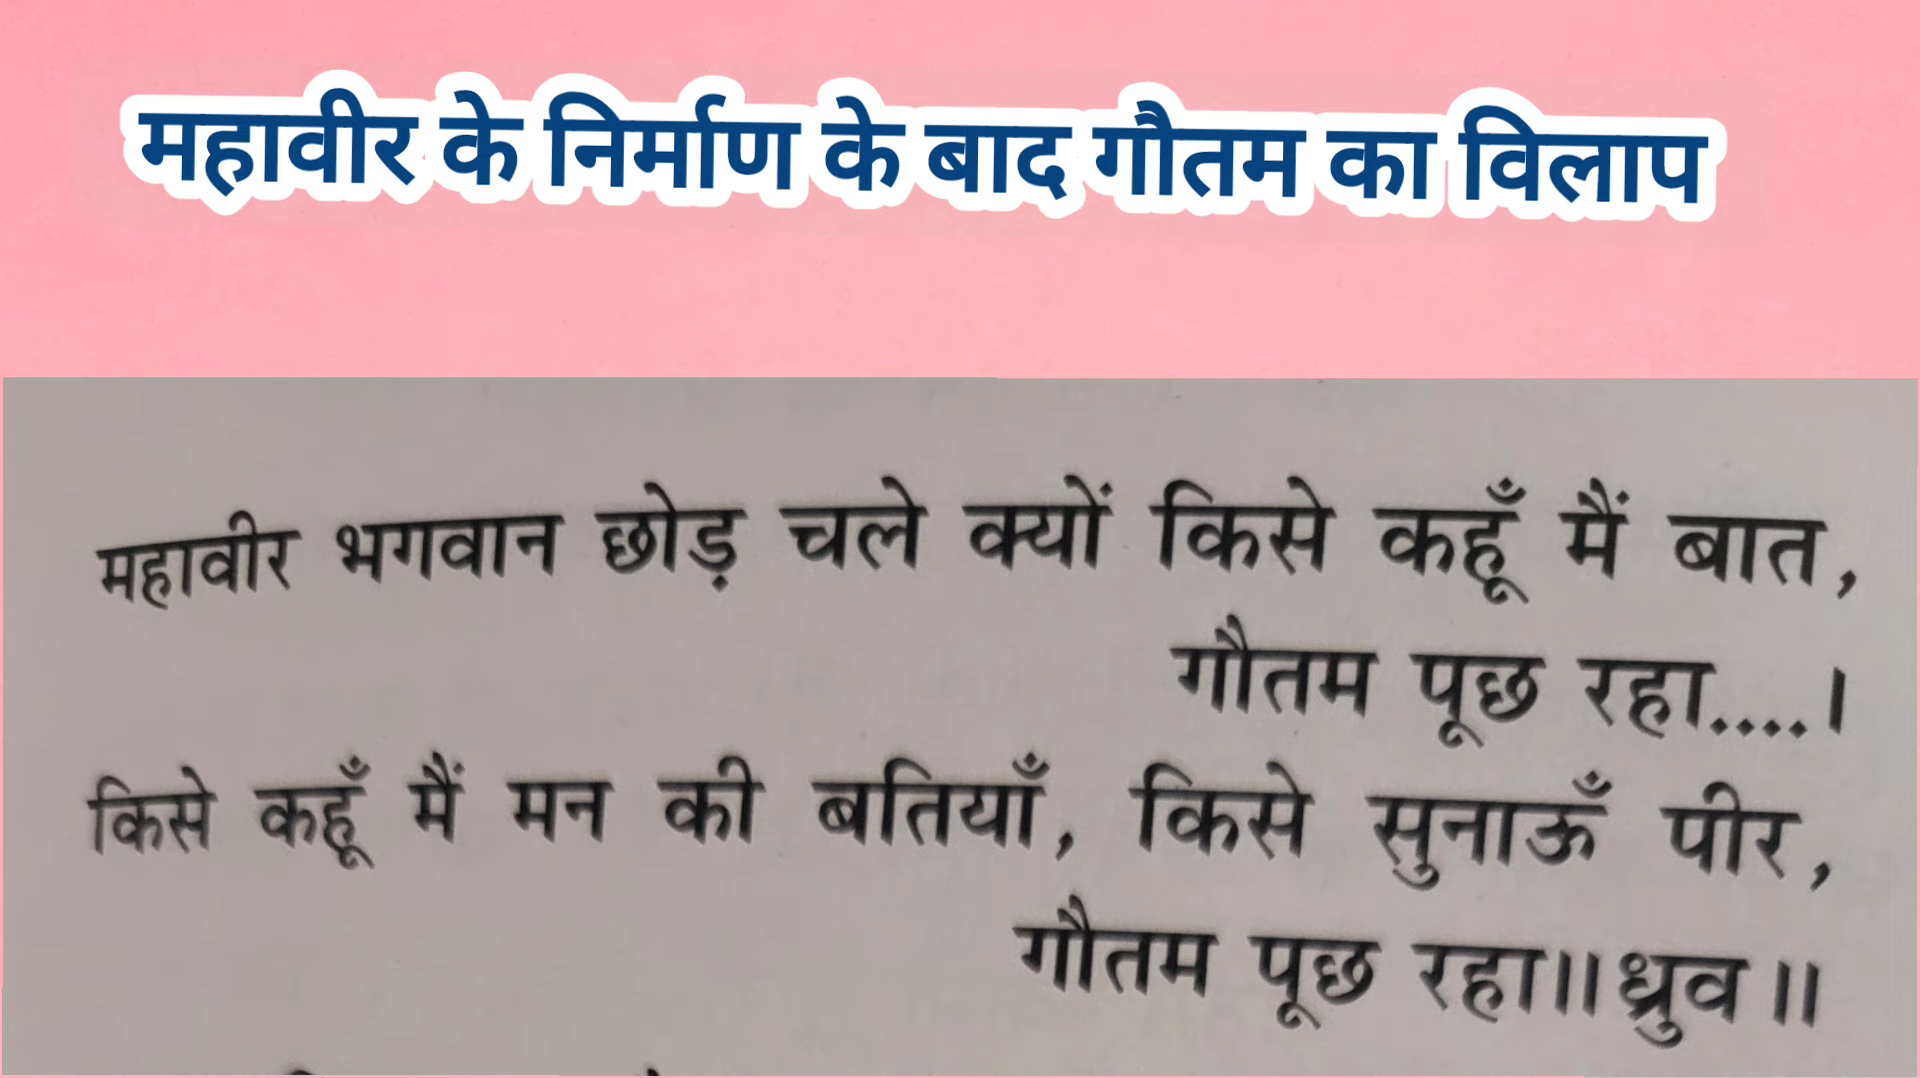 महावीर के निर्माण के बाद गौतम का विलाप
महावीर भगवान छोड़ चले क्यों किसे कहूँ मैं बात,
गौतम पूछ रहा....।
किसे कहूँ मैं मन की बतियाँ, किसे सुनाऊँ पीर,
गौतम पूछ रहा॥ध्रुव॥